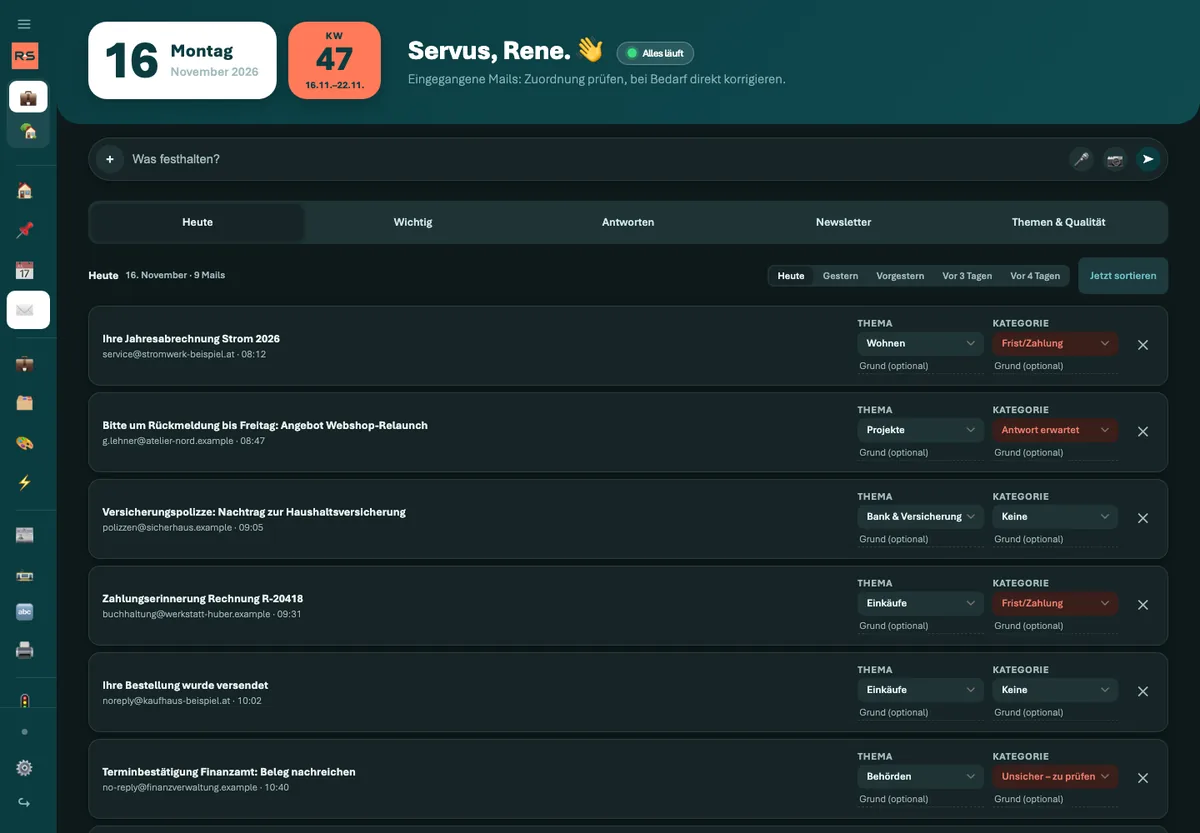 RS
16
Montag
November 2026
KW
47
16.11.–22.11.
Servus, Rene. 👋
Alles läuft
Eingegangene Mails: Zuordnung prüfen, bei Bedarf direkt korrigieren.
+ Was festhalten?
Heute Wichtig Antworten Newsletter Themen & Qualität
Heute 16. November · 9 Mails
Heute Gestern Vorgestern Vor 3 Tagen Vor 4 Tagen
Jetzt sortieren
Ihre Jahresabrechnung Strom 2026
service@stromwerk-beispiel.at · 08:12
THEMA KATEGORIE
Wohnen Frist/Zahlung
Grund (optional) Grund (optional)
Bitte um Rückmeldung bis Freitag: Angebot Webshop-Relaunch
g.lehner@atelier-nord.example · 08:47
THEMA KATEGORIE
Projekte Antwort erwartet
Grund (optional) Grund (optional)
Versicherungspolizze: Nachtrag zur Haushaltsversicherung
polizzen@sicherhaus.example · 09:05
THEMA KATEGORIE
Bank & Versicherung Keine
Grund (optional) Grund (optional)
Zahlungserinnerung Rechnung R-20418
buchhaltung@werkstatt-huber.example · 09:31
THEMA KATEGORIE
Einkäufe Frist/Zahlung
Grund (optional) Grund (optional)
Ihre Bestellung wurde versendet
noreply@kaufhaus-beispiel.at · 10:02
THEMA KATEGORIE
Einkäufe Keine
Grund (optional) Grund (optional)
Terminbestätigung Finanzamt: Beleg nachreichen
no-reply@finanzverwaltung.example · 10:40
THEMA KATEGORIE
Behörden Unsicher – zu prüfen
Grund (optional) Grund (optional)
17
abc